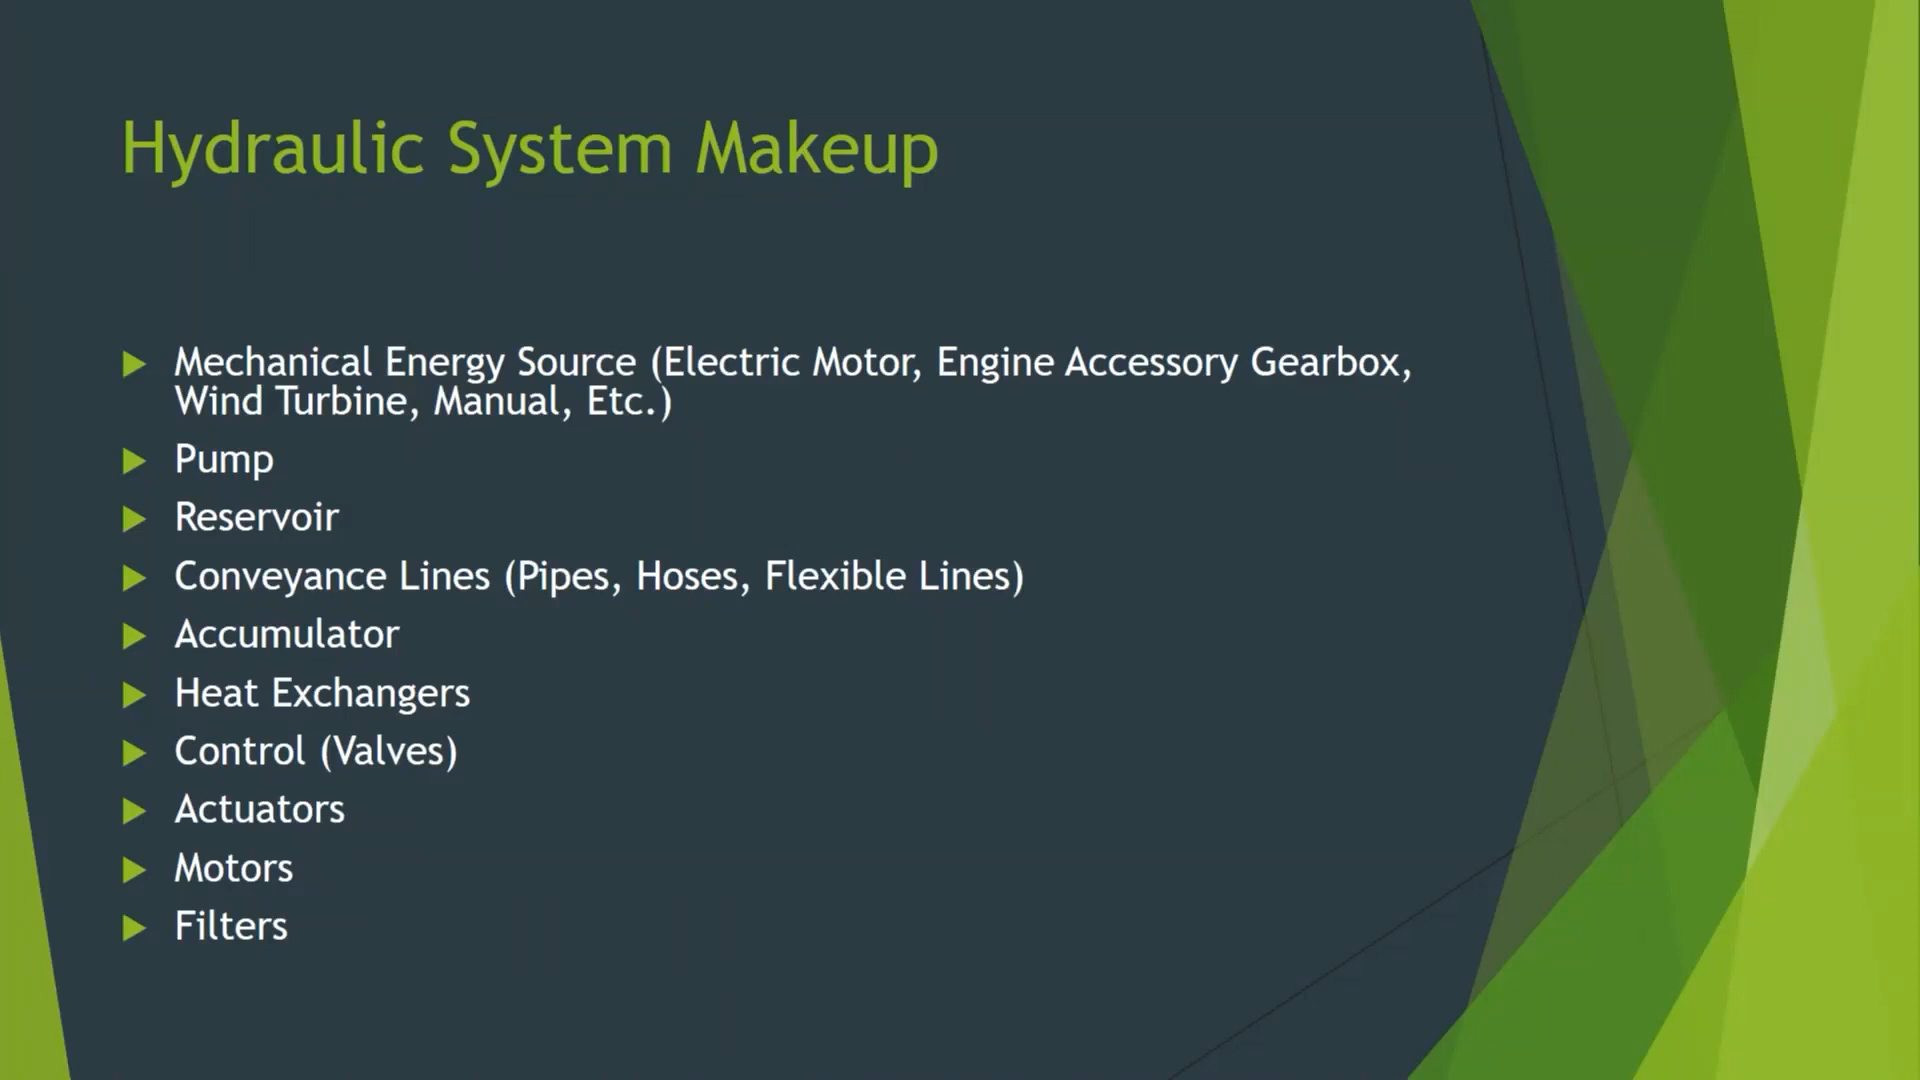 Hydraulic System Makeup
Mechanical Energy Source (Electric Motor, Engine Accessory Gearbox,
Wind Turbine, Manual, Etc.)
Pump
Reservoir
Conveyance Lines (Pipes, Hoses, Flexible Lines)
Accumulator
Heat Exchangers
Control (Valves)
Actuators
Motors
Filters